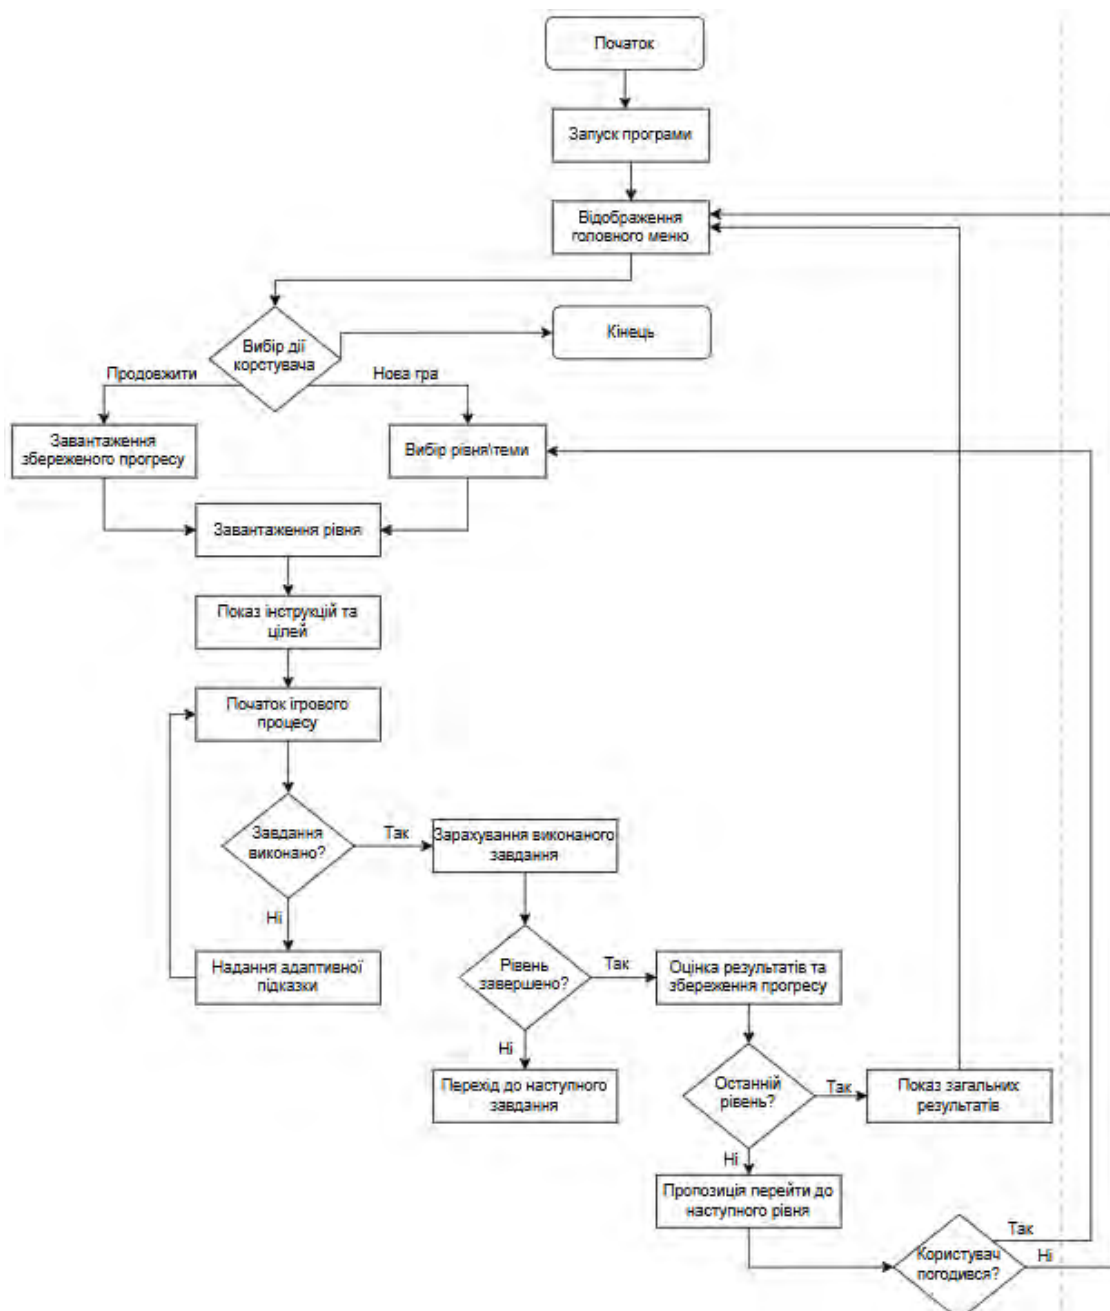 Початок
Запуск програми
Відображення
головного меню
Вибір дії
корстувача
Кінець
Продовжити
Нова гра
Завантаження
збереженого прогресу
Вибір рівня\теми
Завантаження рівня
Показ інструкцій та
цілей
Початок ігрового
процесу
Завдання
виконано?
Так
Зарахування виконаного
завдання
Ні
Надання адаптивної
підказки
Рівень
завершено?
Так
Оцінка результатів та
збереження прогресу
Ні
Перехід до наступного
завдання
Останній
рівень?
Так
Показ загальних
результатів
Ні
Пропозиція перейти до
наступного рівня
Користувач
погодився?
Так
Ні